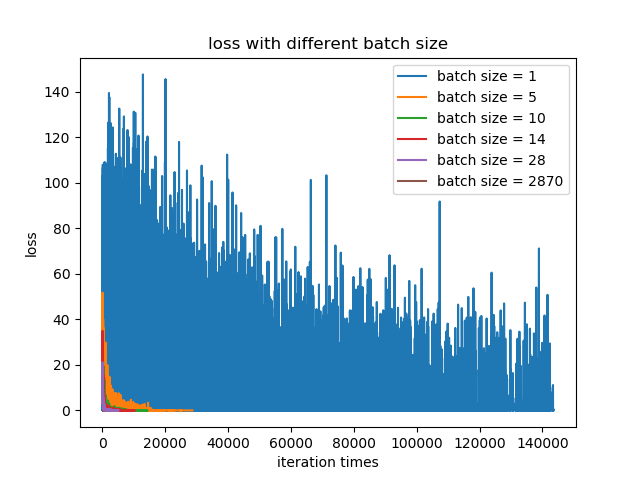 loss with different batch size
batch size = 1
batch size = 5
batch size = 10
batch size = 14
batch size = 28
batch size = 2870
140
120
100
80
60
40
20
0
loss
0 20000 40000 60000 80000 100000 120000 140000
iteration times